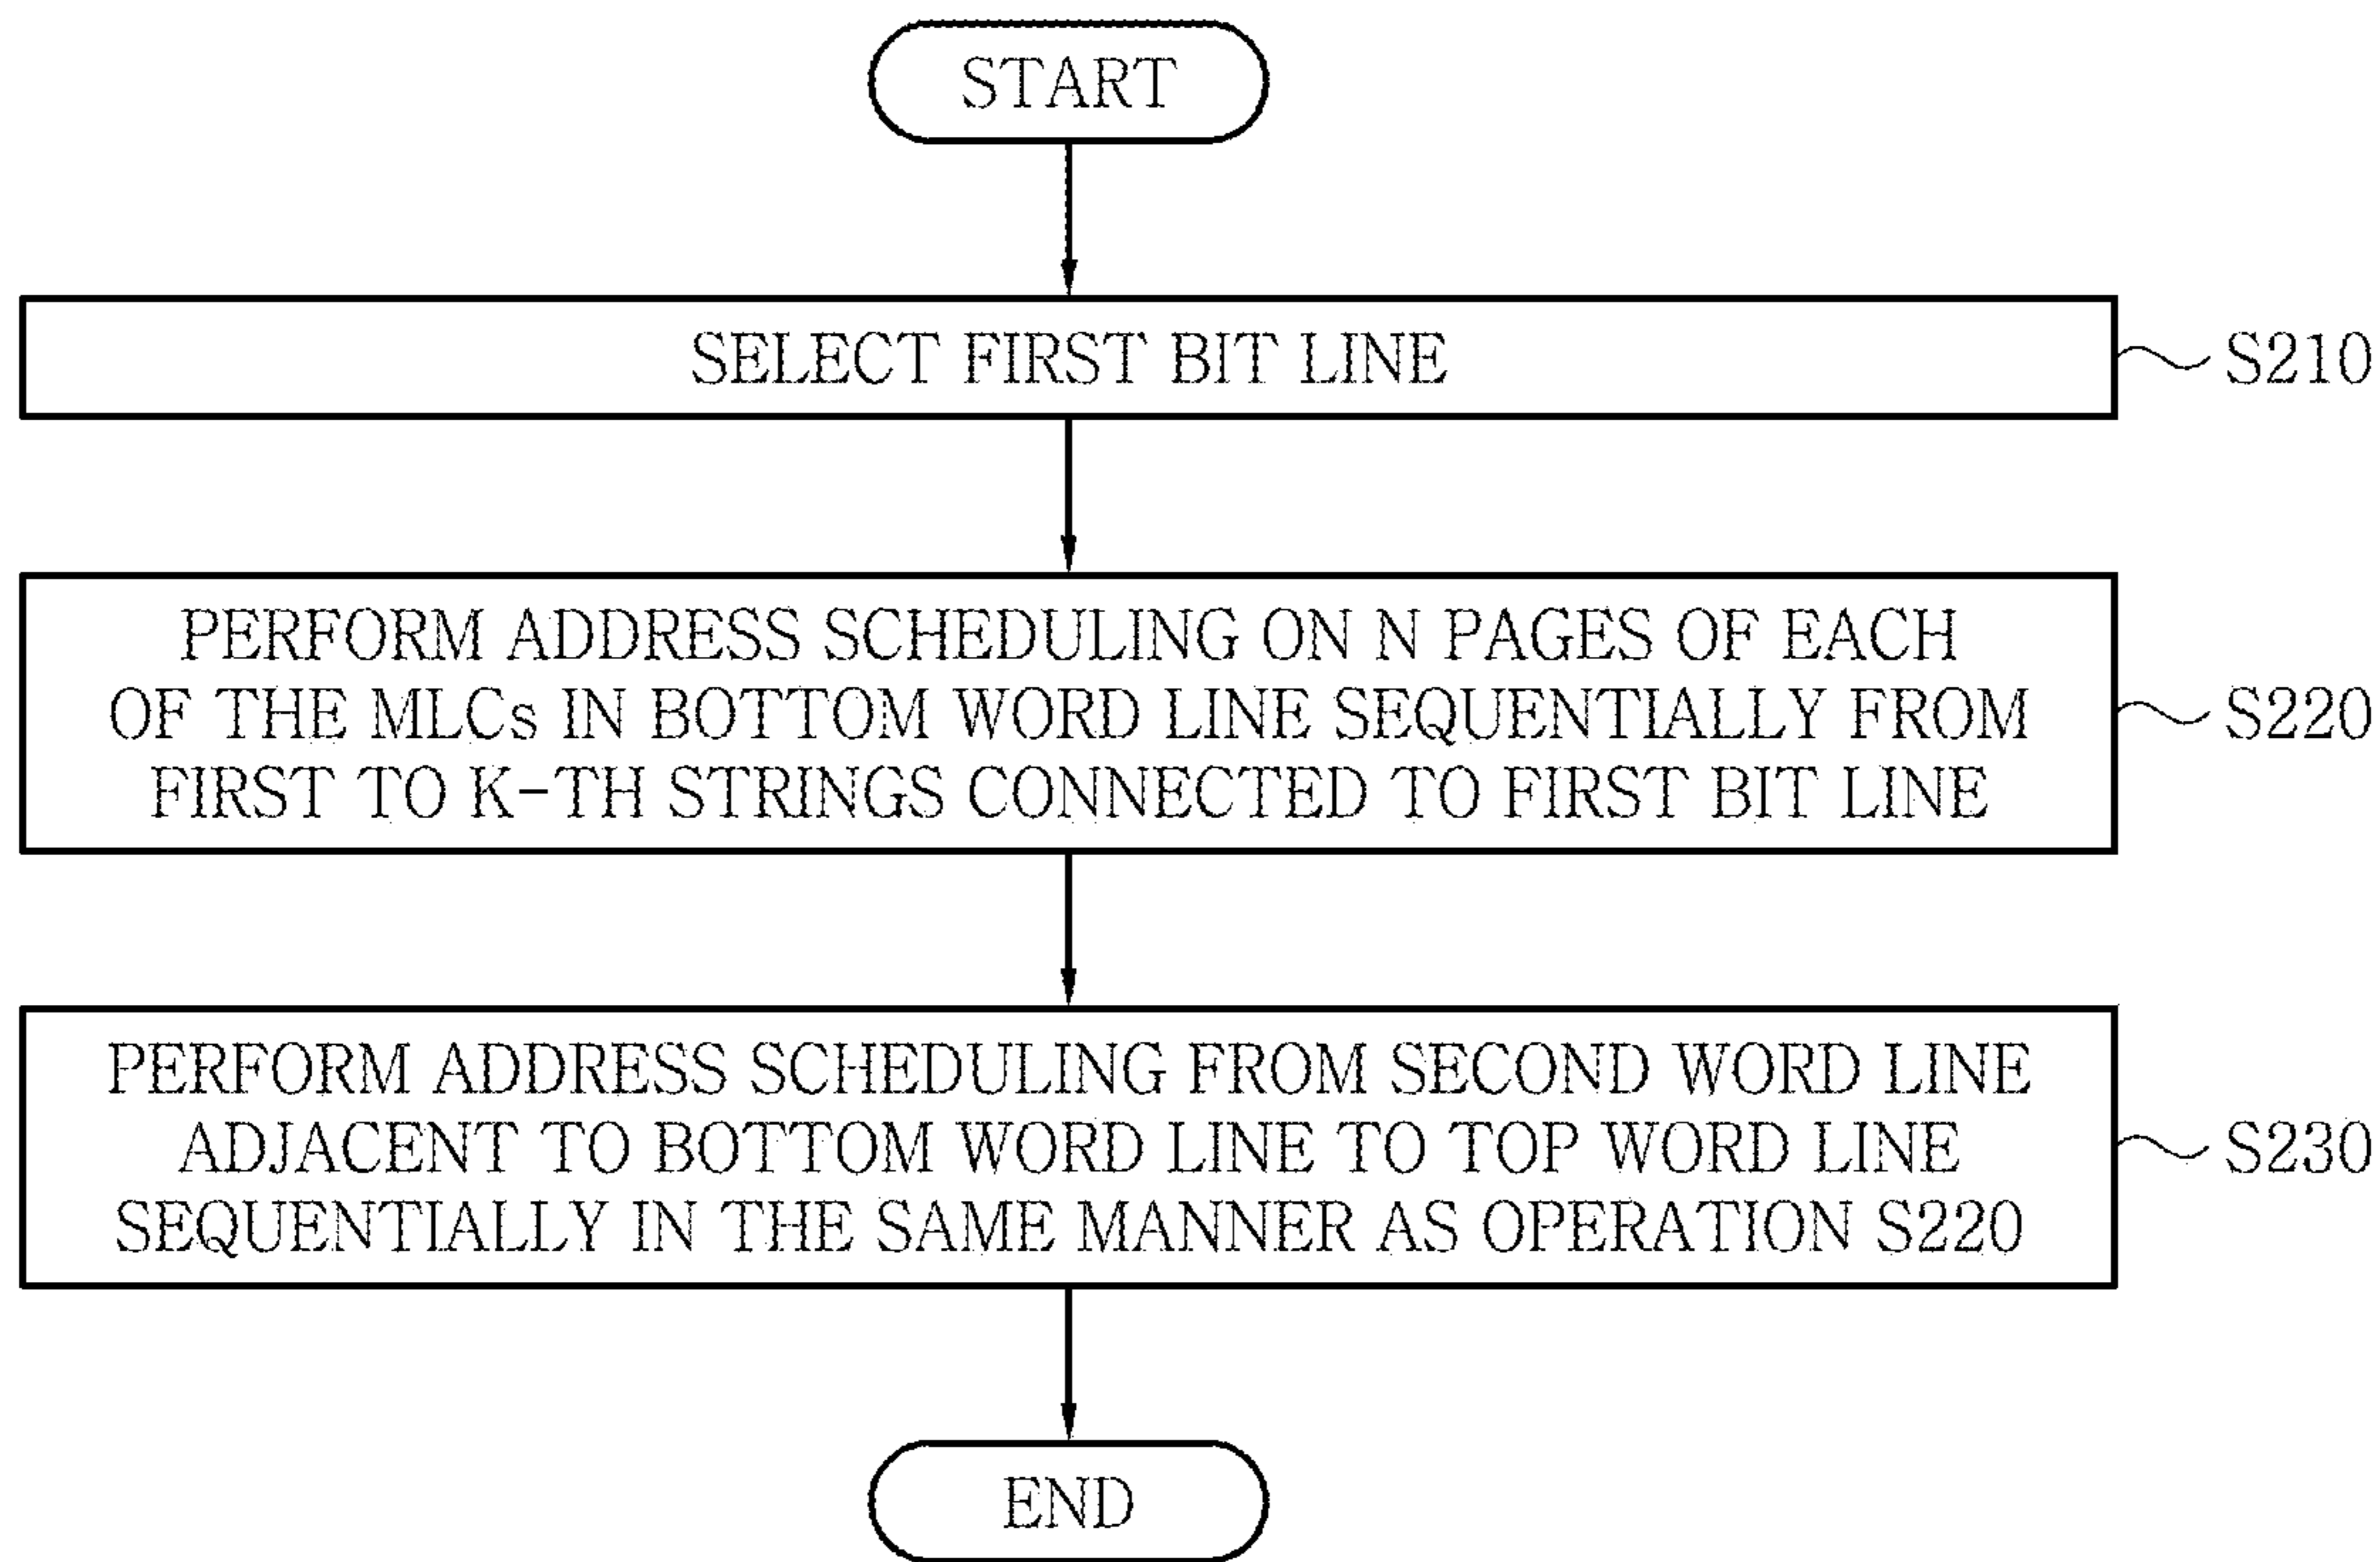 START
SELECT FIRST BIT LINE
S210
PERFORM ADDRESS SCHEDULING ON N PAGES OF EACH
OF THE MLCs IN BOTTOM WORD LINE SEQUENTIALLY FROM
FIRST TO K-TH STRINGS CONNECTED TO FIRST BIT LINE
S220
PERFORM ADDRESS SCHEDULING FROM SECOND WORD LINE
ADJACENT TO BOTTOM WORD LINE TO TOP WORD LINE
SEQUENTIALLY IN THE SAME MANNER AS OPERATION S220
S230
END